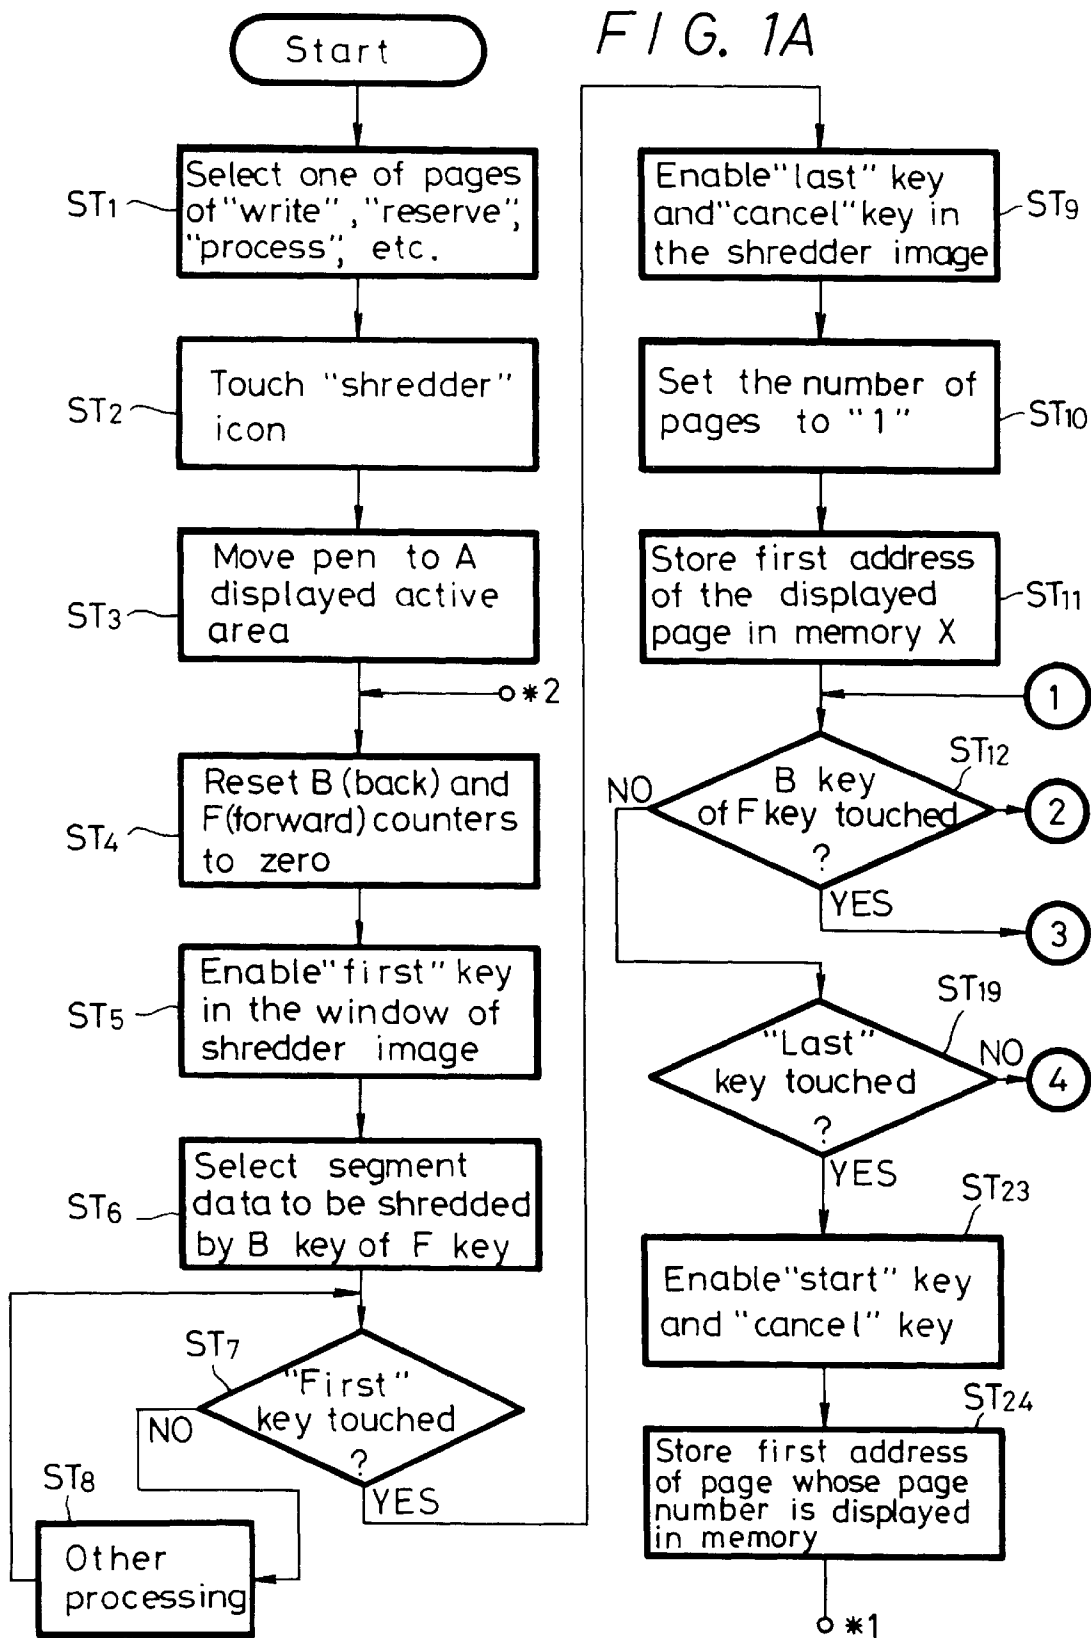 FIG. 1A
Start
ST1
Select one of pages
of "write", "reserve",
"process", etc.
ST2
Touch "shredder"
icon
ST3
Move pen to A
displayed active
area
*2
ST4
Reset B (back) and
F(forward) counters
to zero
ST5
Enable "first" key
in the window of
shredder image
ST6
Select segment
data to be shredded
by B key of F key
ST7
"First"
key touched
?
NO
YES
ST8
Other
processing
Enable "last" key
and "cancel" key in
the shredder image
ST9
Set the number of
pages to "1"
ST10
Store first address
of the displayed
page in memory X
ST11
1
ST12
B key
of F key touched
?
NO
2
YES
3
ST19
"Last"
key touched
?
NO
4
YES
ST23
Enable "start" key
and "cancel" key
ST24
Store first address
of page whose page
number is displayed
in memory
*1